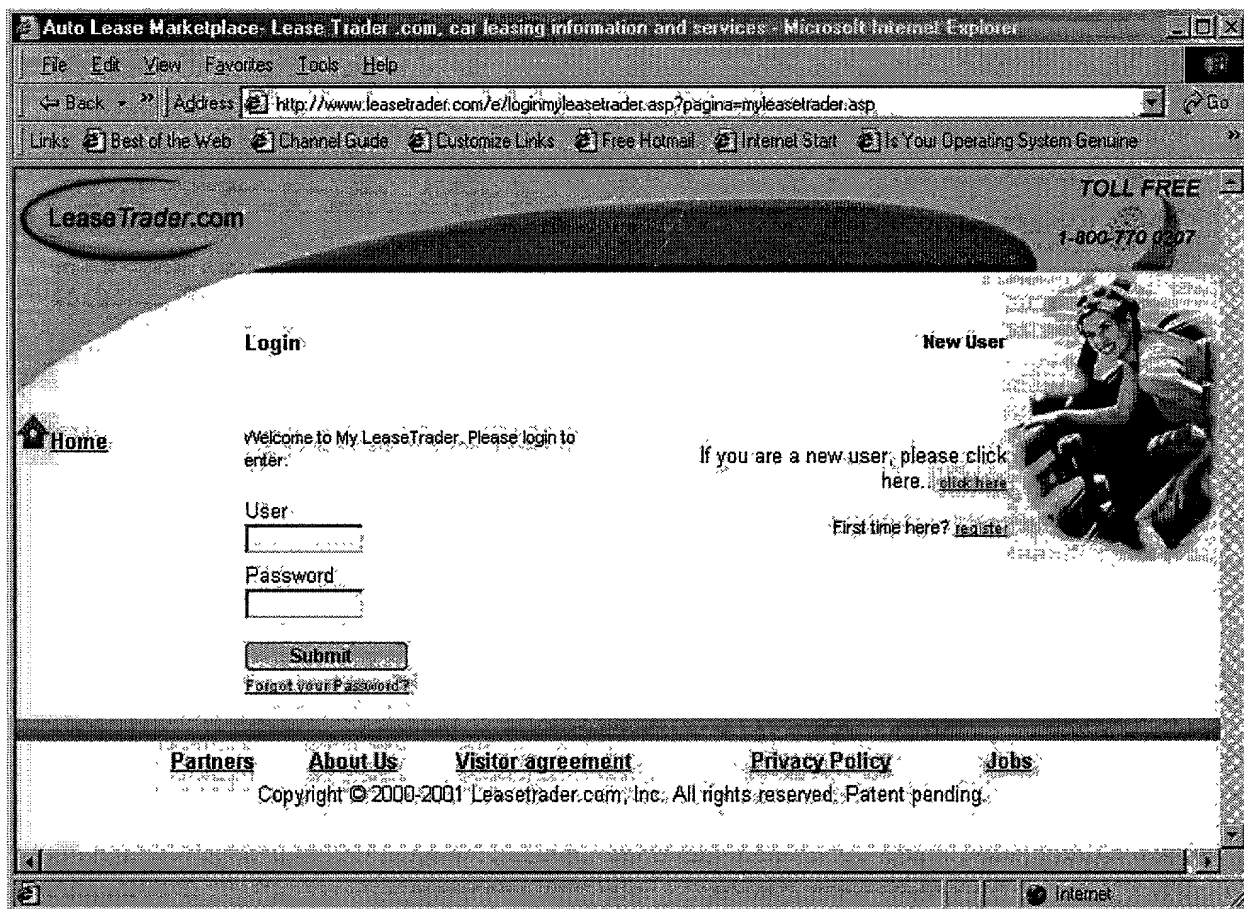 Auto Lease Marketplace- Lease Trader .com, car leasing information and services - Microsoft Internet Explorer
File Edit View Favorites Tools Help
Back » Address http://www.leasetrader.com/e/loginmyleasetrader.asp?pagina=myleasetrader.asp Go
Links Best of the Web Channel Guide Customize Links Free Hotmail Internet Start Is Your Operating System Genuine »
LeaseTrader.com
TOLL FREE
1-800-770 0207
Login
New User
Home
Welcome to My LeaseTrader. Please login to
enter.
If you are a new user, please click
here.. click here
User
First time here? register
Password
Submit
Forgot your Password?
Partners About Us Visitor agreement Privacy Policy Jobs
Copyright © 2000-2001 Leasetrader.com, Inc. All rights reserved. Patent pending.
Internet